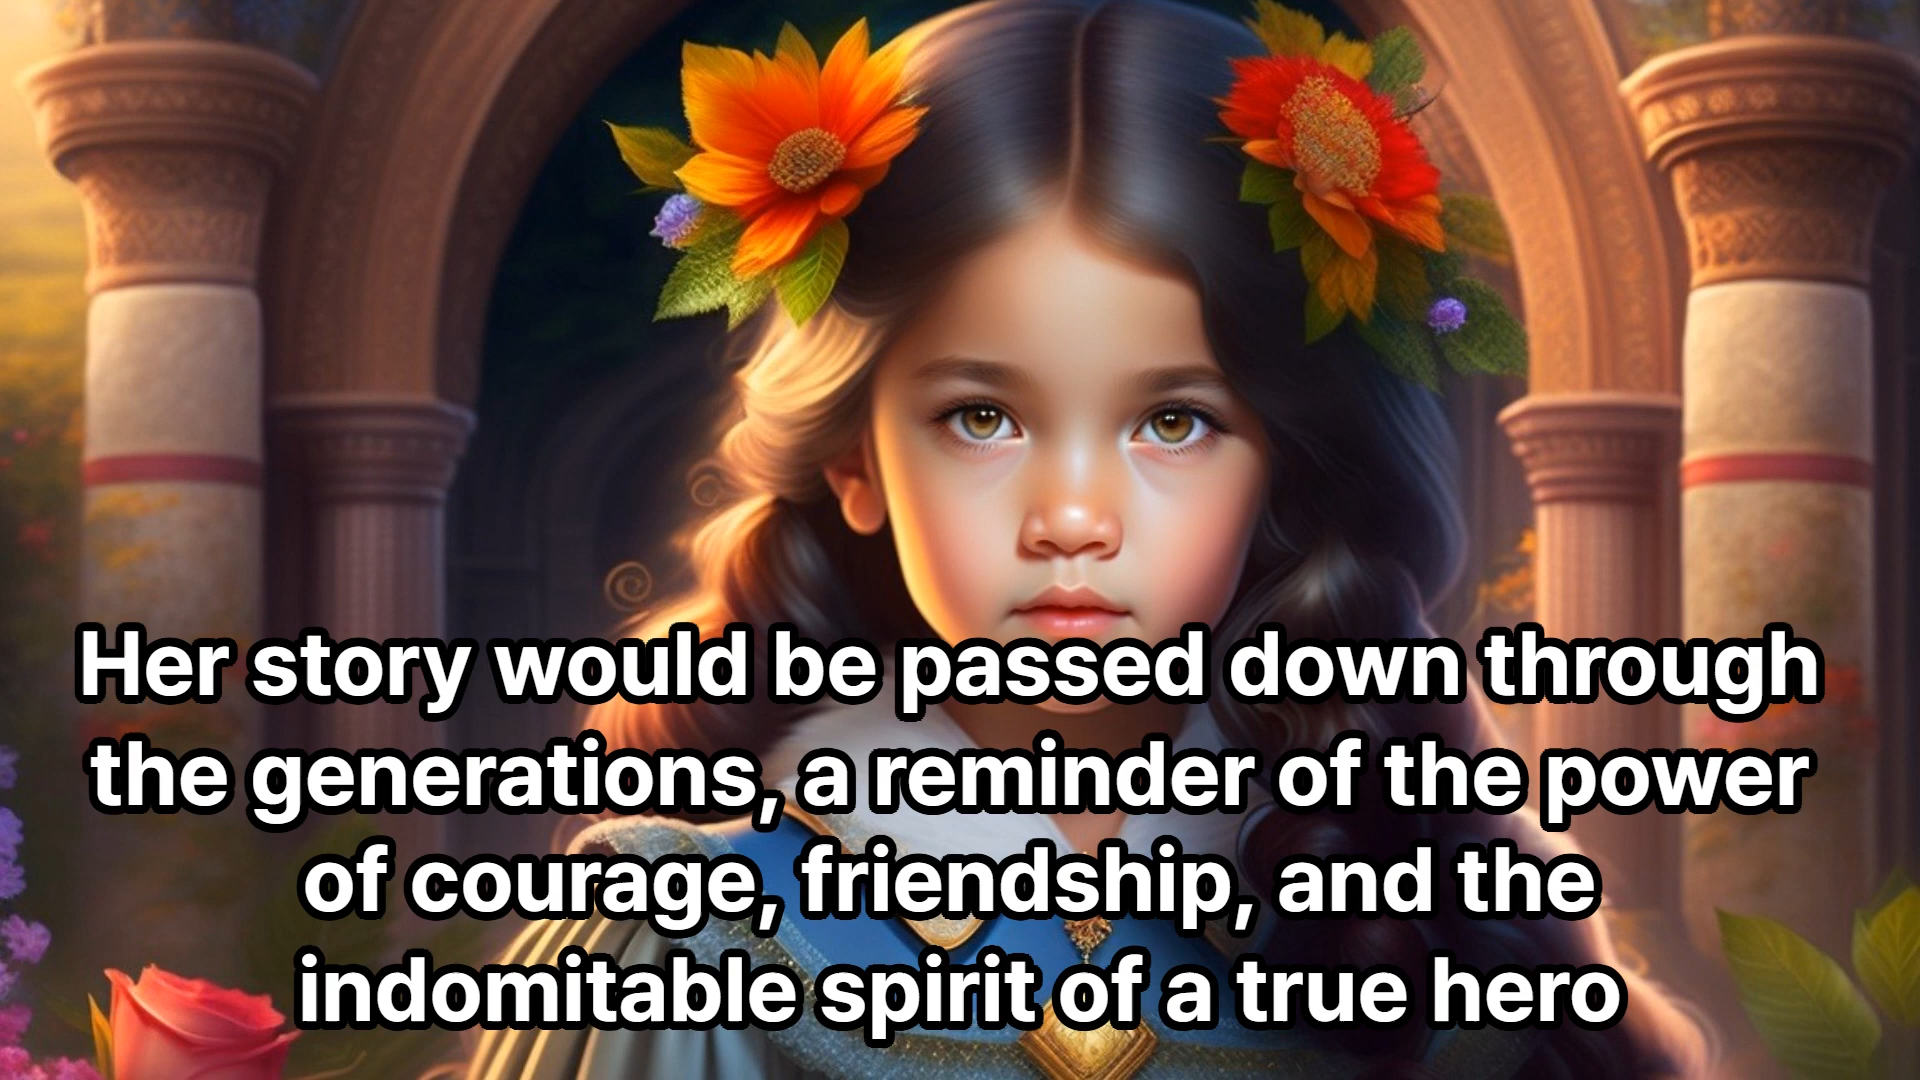 Her story would be passed down through
the generations, a reminder of the power
of courage, friendship, and the
indomitable spirit of a true hero